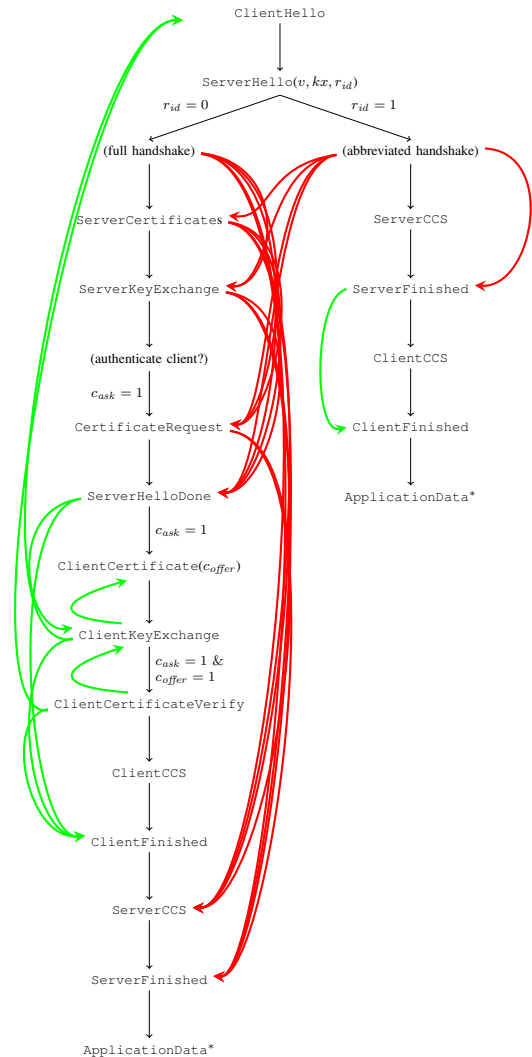 ClientHello
ServerHello(v, kx, r_id)
r_id = 0
r_id = 1
(full handshake)
(abbreviated handshake)
ServerCertificates
ServerCCS
ServerKeyExchange
ServerFinished
(authenticate client?)
ClientCCS
c_ask = 1
CertificateRequest
ClientFinished
ServerHelloDone
ApplicationData*
c_ask = 1
ClientCertificate(c_offer)
ClientKeyExchange
c_ask = 1 &
c_offer = 1
ClientCertificateVerify
ClientCCS
ClientFinished
ServerCCS
ServerFinished
ApplicationData*